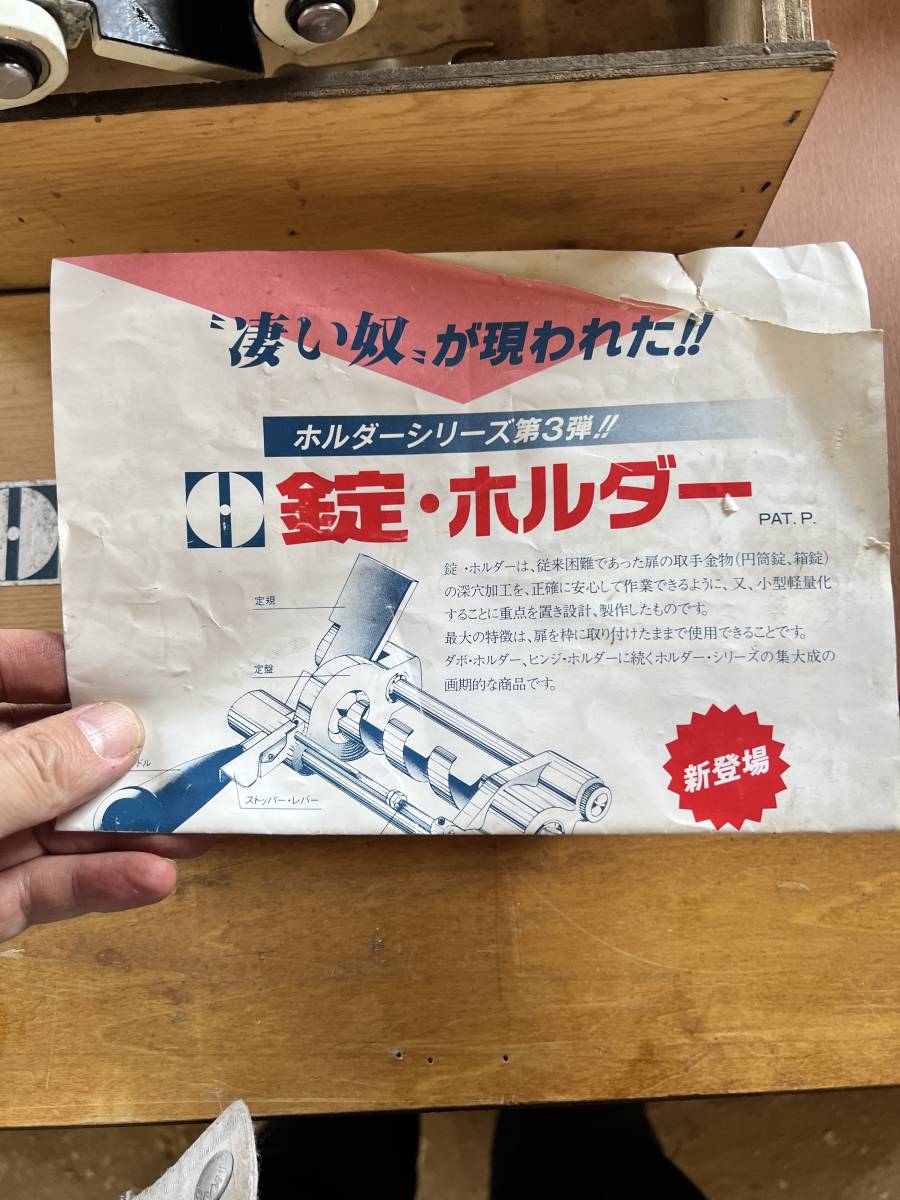 〝凄い奴〟が現われた!!
ホルダーシリーズ第3弾!!
錠・ホルダー
PAT. P.
錠・ホルダーは、従来困難であった扉の取手金物(円筒錠、箱錠)
の深穴加工を、正確に安心して作業できるように、又、小型軽量化
することに重点を置き設計、製作したものです。
最大の特徴は、扉を枠に取り付けたままで使用できることです。
ダボ・ホルダー、ヒンジ・ホルダーに続くホルダー・シリーズの集大成の
画期的な商品です。
定規
定盤
ドル
ストッパー・レバー
新登場